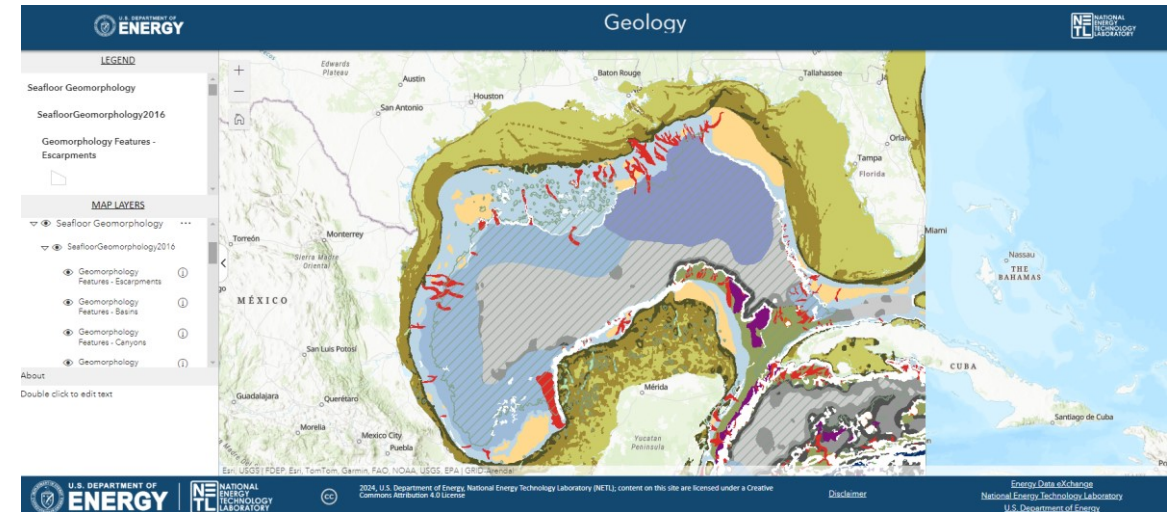 U.S. DEPARTMENT OF
ENERGY
Geology
NATIONAL
ENERGY
TECHNOLOGY
LABORATORY
LEGEND
Seafloor Geomorphology
SeafloorGeomorphology2016
Geomorphology Features -
Escarpments
MAP LAYERS
Seafloor Geomorphology
SeafloorGeomorphology2016
Geomorphology
Features - Escarpments
Geomorphology
Features - Basins
Geomorphology
Features - Canyons
Geomorphology
About
Double click to edit text
Edwards
Plateau
Austin
Houston
San Antonio
Baton Rouge
Tallahassee
Orlan
Tampa
Florida
Miami
Nassau
THE
BAHAMAS
Torreón
Monterrey
Sierra Madre
Oriental
MÉXICO
San Luis Potosí
Guadalajara
Querétaro
Morelia
Mexico City
Puebla
Mérida
Yucatan
Peninsula
CUBA
Santiago de Cuba
Esri, USGS | FDEP, Esri, TomTom, Garmin, FAO, NOAA, USGS, EPA | GRID-Arendal
U.S. DEPARTMENT OF
ENERGY
NATIONAL
ENERGY
TECHNOLOGY
LABORATORY
cc
2024, U.S. Department of Energy, National Energy Technology Laboratory (NETL); content on this site are licensed under a Creative
Commons Attribution 4.0 License
Disclaimer
Energy Data eXchange
National Energy Technology Laboratory
U.S. Department of Energy